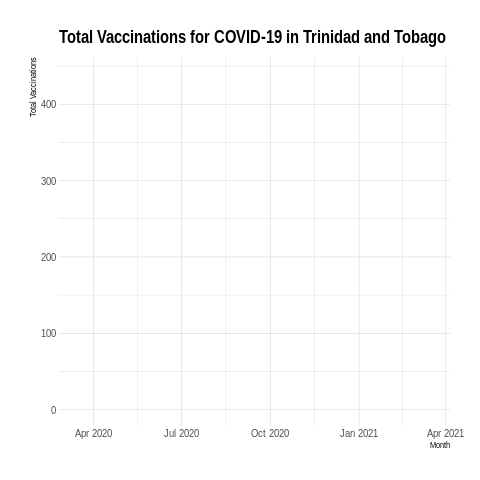 Total Vaccinations for COVID-19 in Trinidad and Tobago
Total Vaccinations
400
300
200
100
0
Apr 2020 Jul 2020 Oct 2020 Jan 2021 Apr 2021
Month